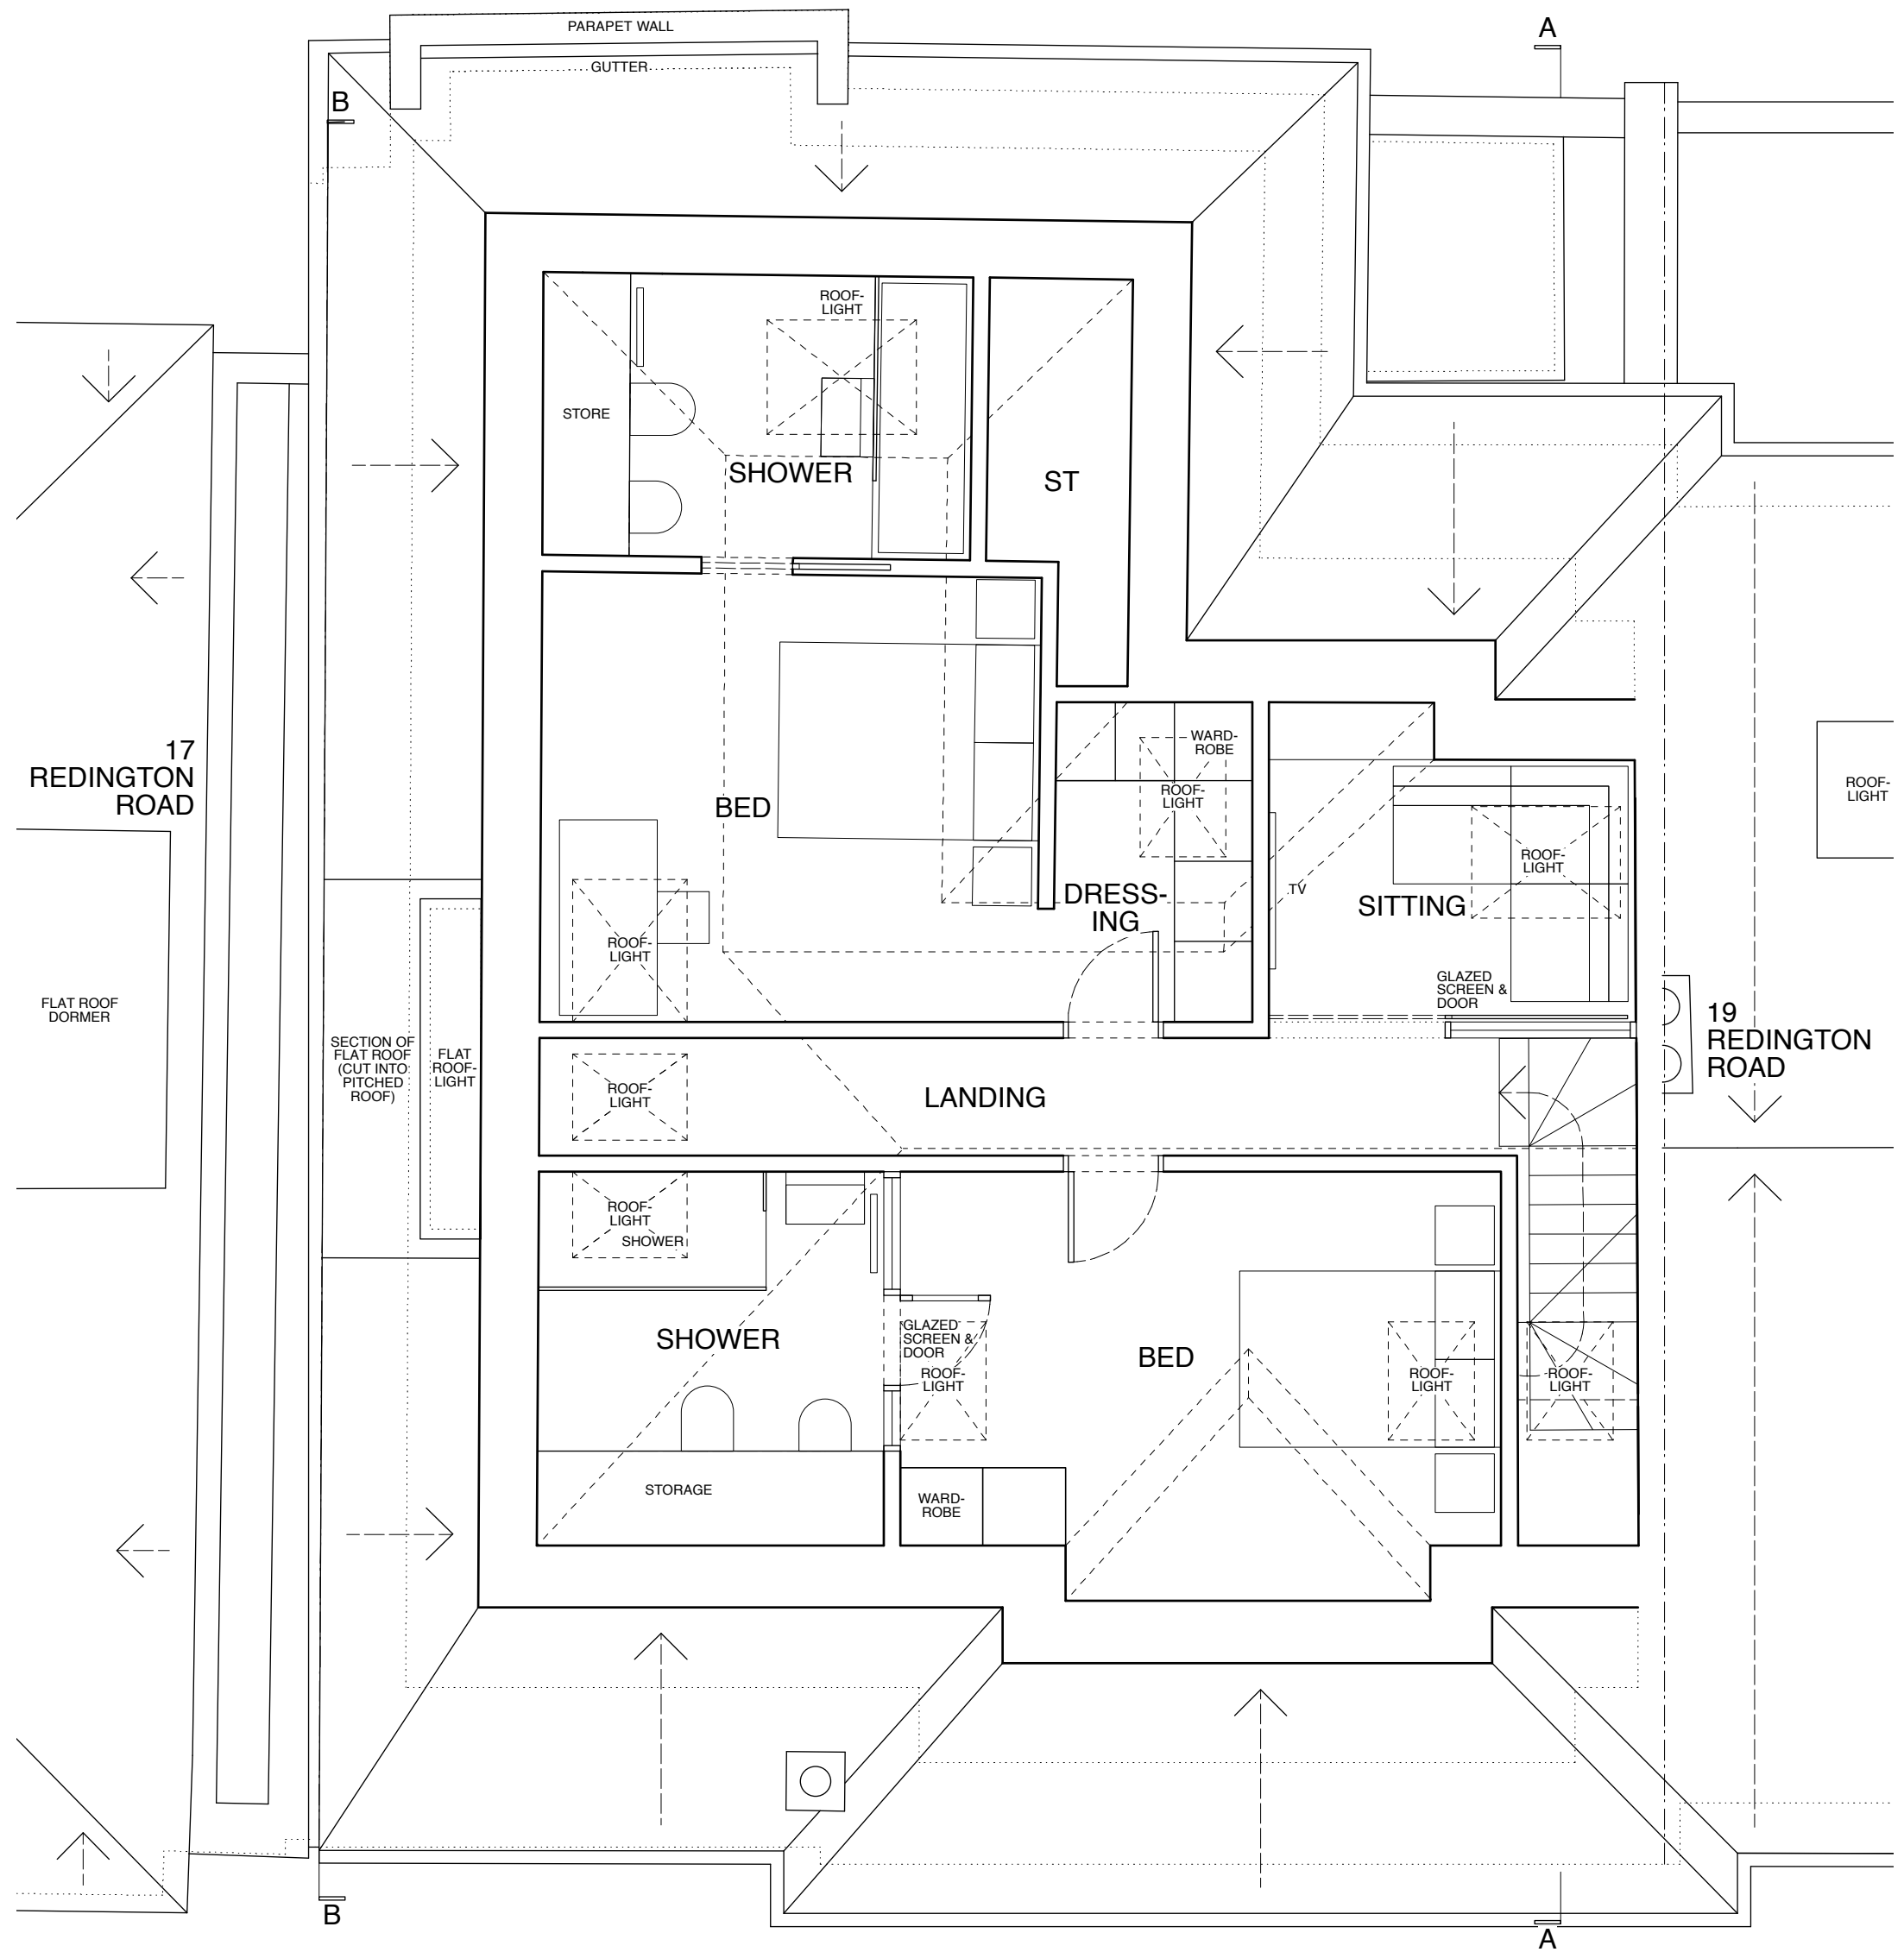 PARAPET WALL
GUTTER
A
B
ROOF-
LIGHT
STORE
SHOWER
ST
17
REDINGTON
ROAD
WARD-
ROBE
ROOF-
LIGHT
ROOF-
LIGHT
BED
ROOF-
LIGHT
TV
DRESS-
ING
SITTING
ROOF-
LIGHT
GLAZED
SCREEN &
DOOR
FLAT ROOF
DORMER
19
REDINGTON
ROAD
SECTION OF
FLAT ROOF
(CUT INTO
PITCHED
ROOF)
FLAT
ROOF-
LIGHT
ROOF-
LIGHT
LANDING
ROOF-
LIGHT
SHOWER
SHOWER
GLAZED
SCREEN &
DOOR
ROOF-
LIGHT
BED
ROOF-
LIGHT
ROOF-
LIGHT
STORAGE
WARD-
ROBE
B
A